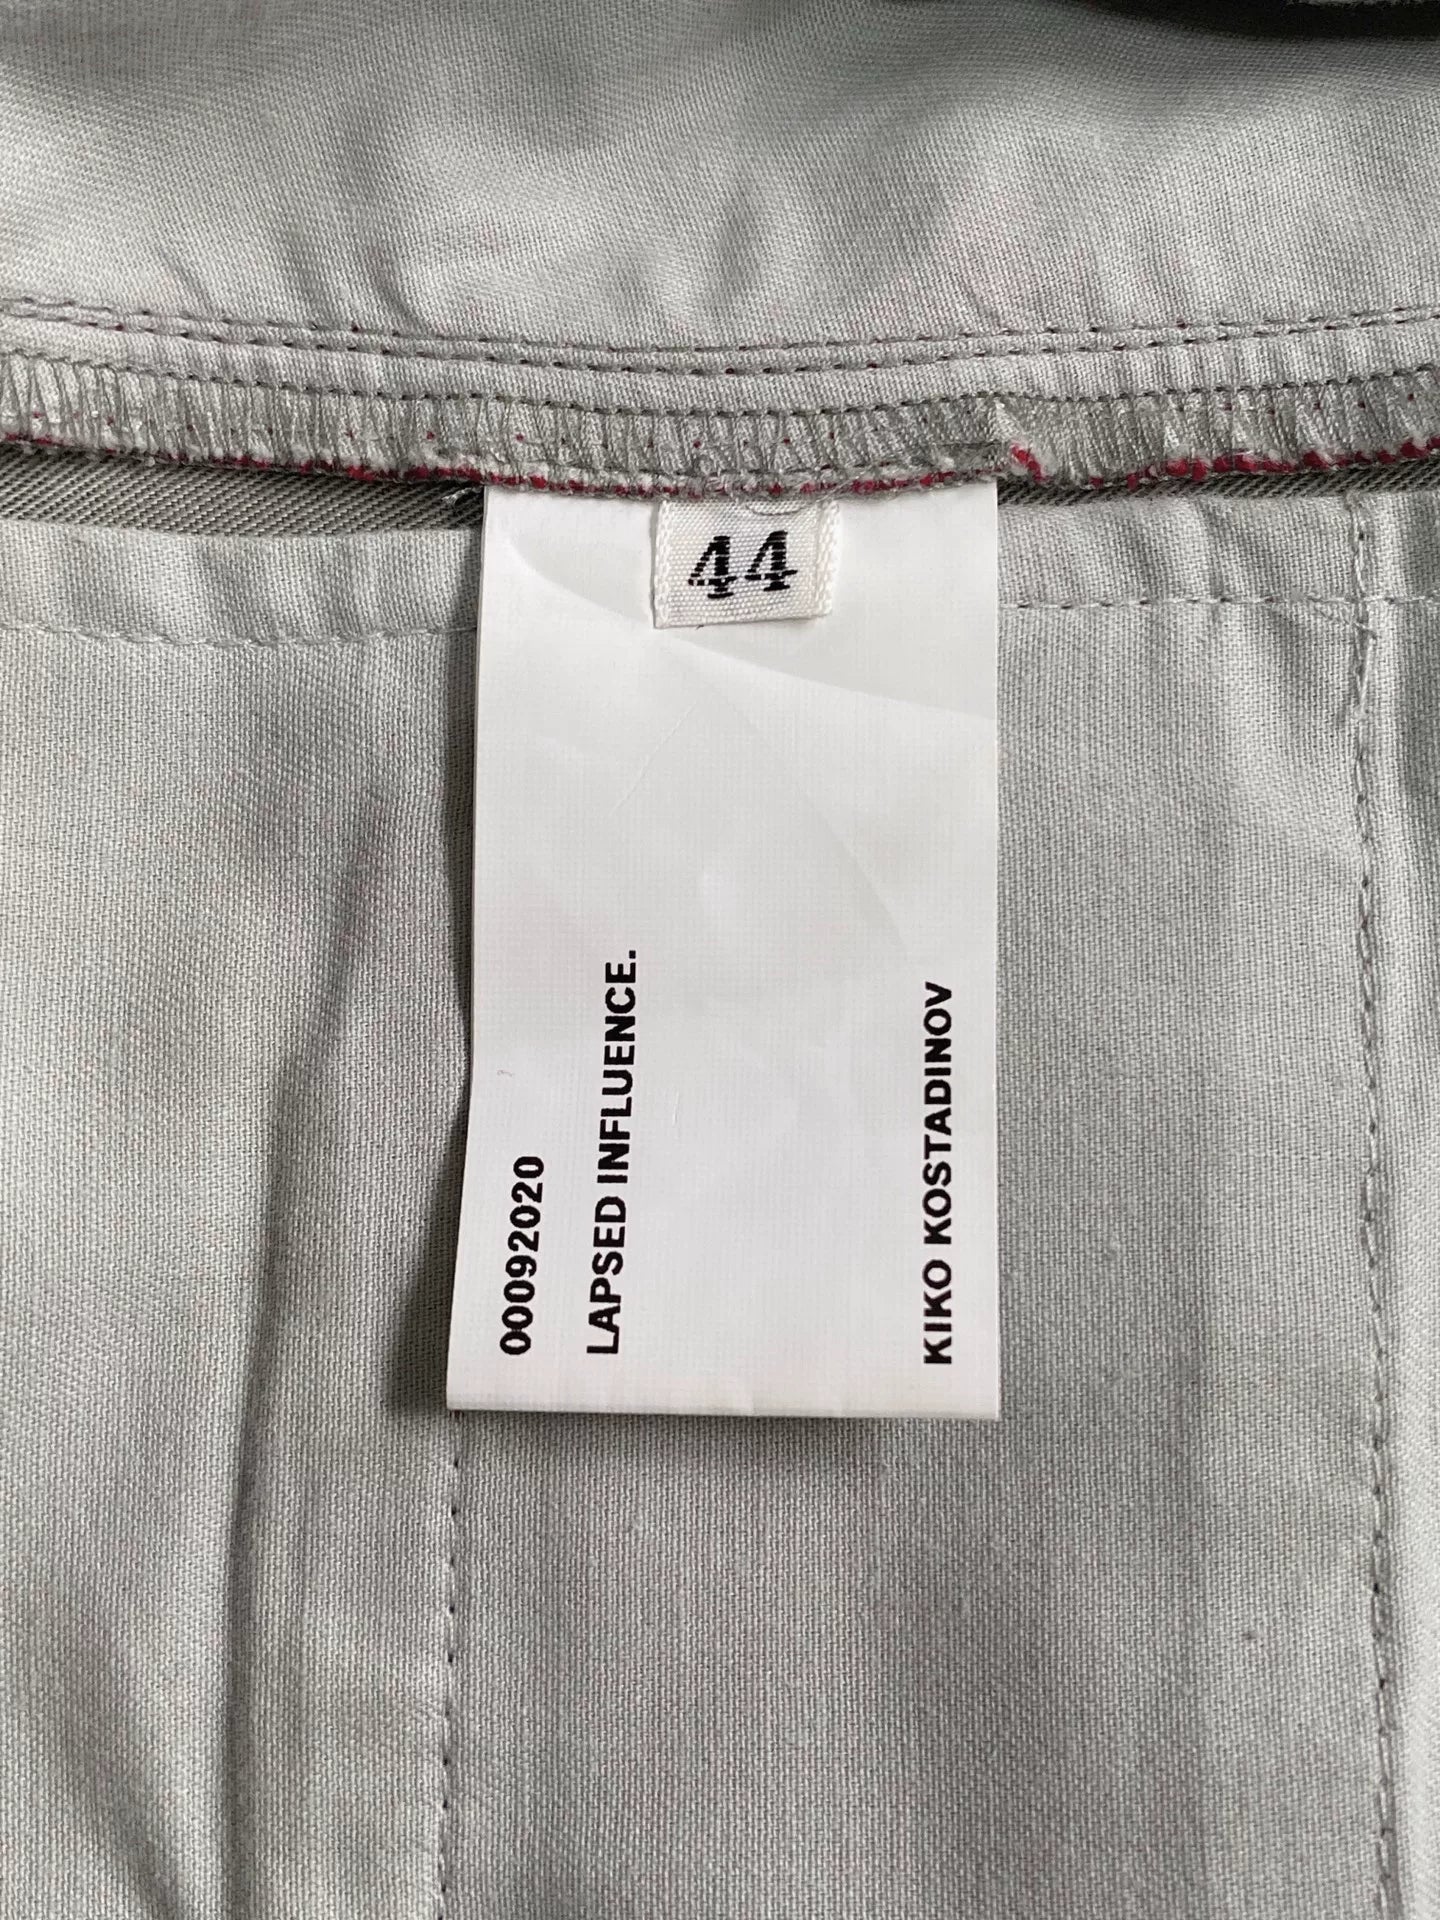 44
00092020
LAPSED INFLUENCE.
KIKO KOSTADINOV